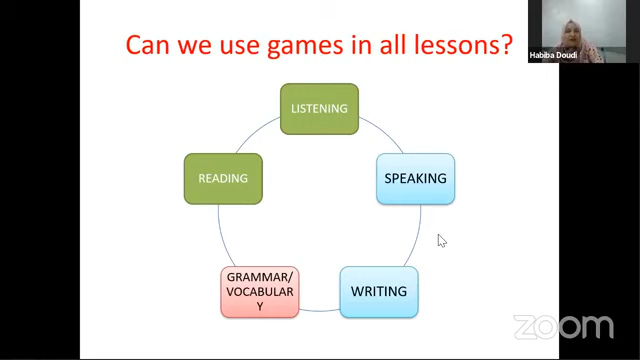 Can we use games in all lessons?
Habiba Doudi
LISTENING
READING
SPEAKING
GRAMMAR/
VOCABULAR
Y
WRITING
zoom